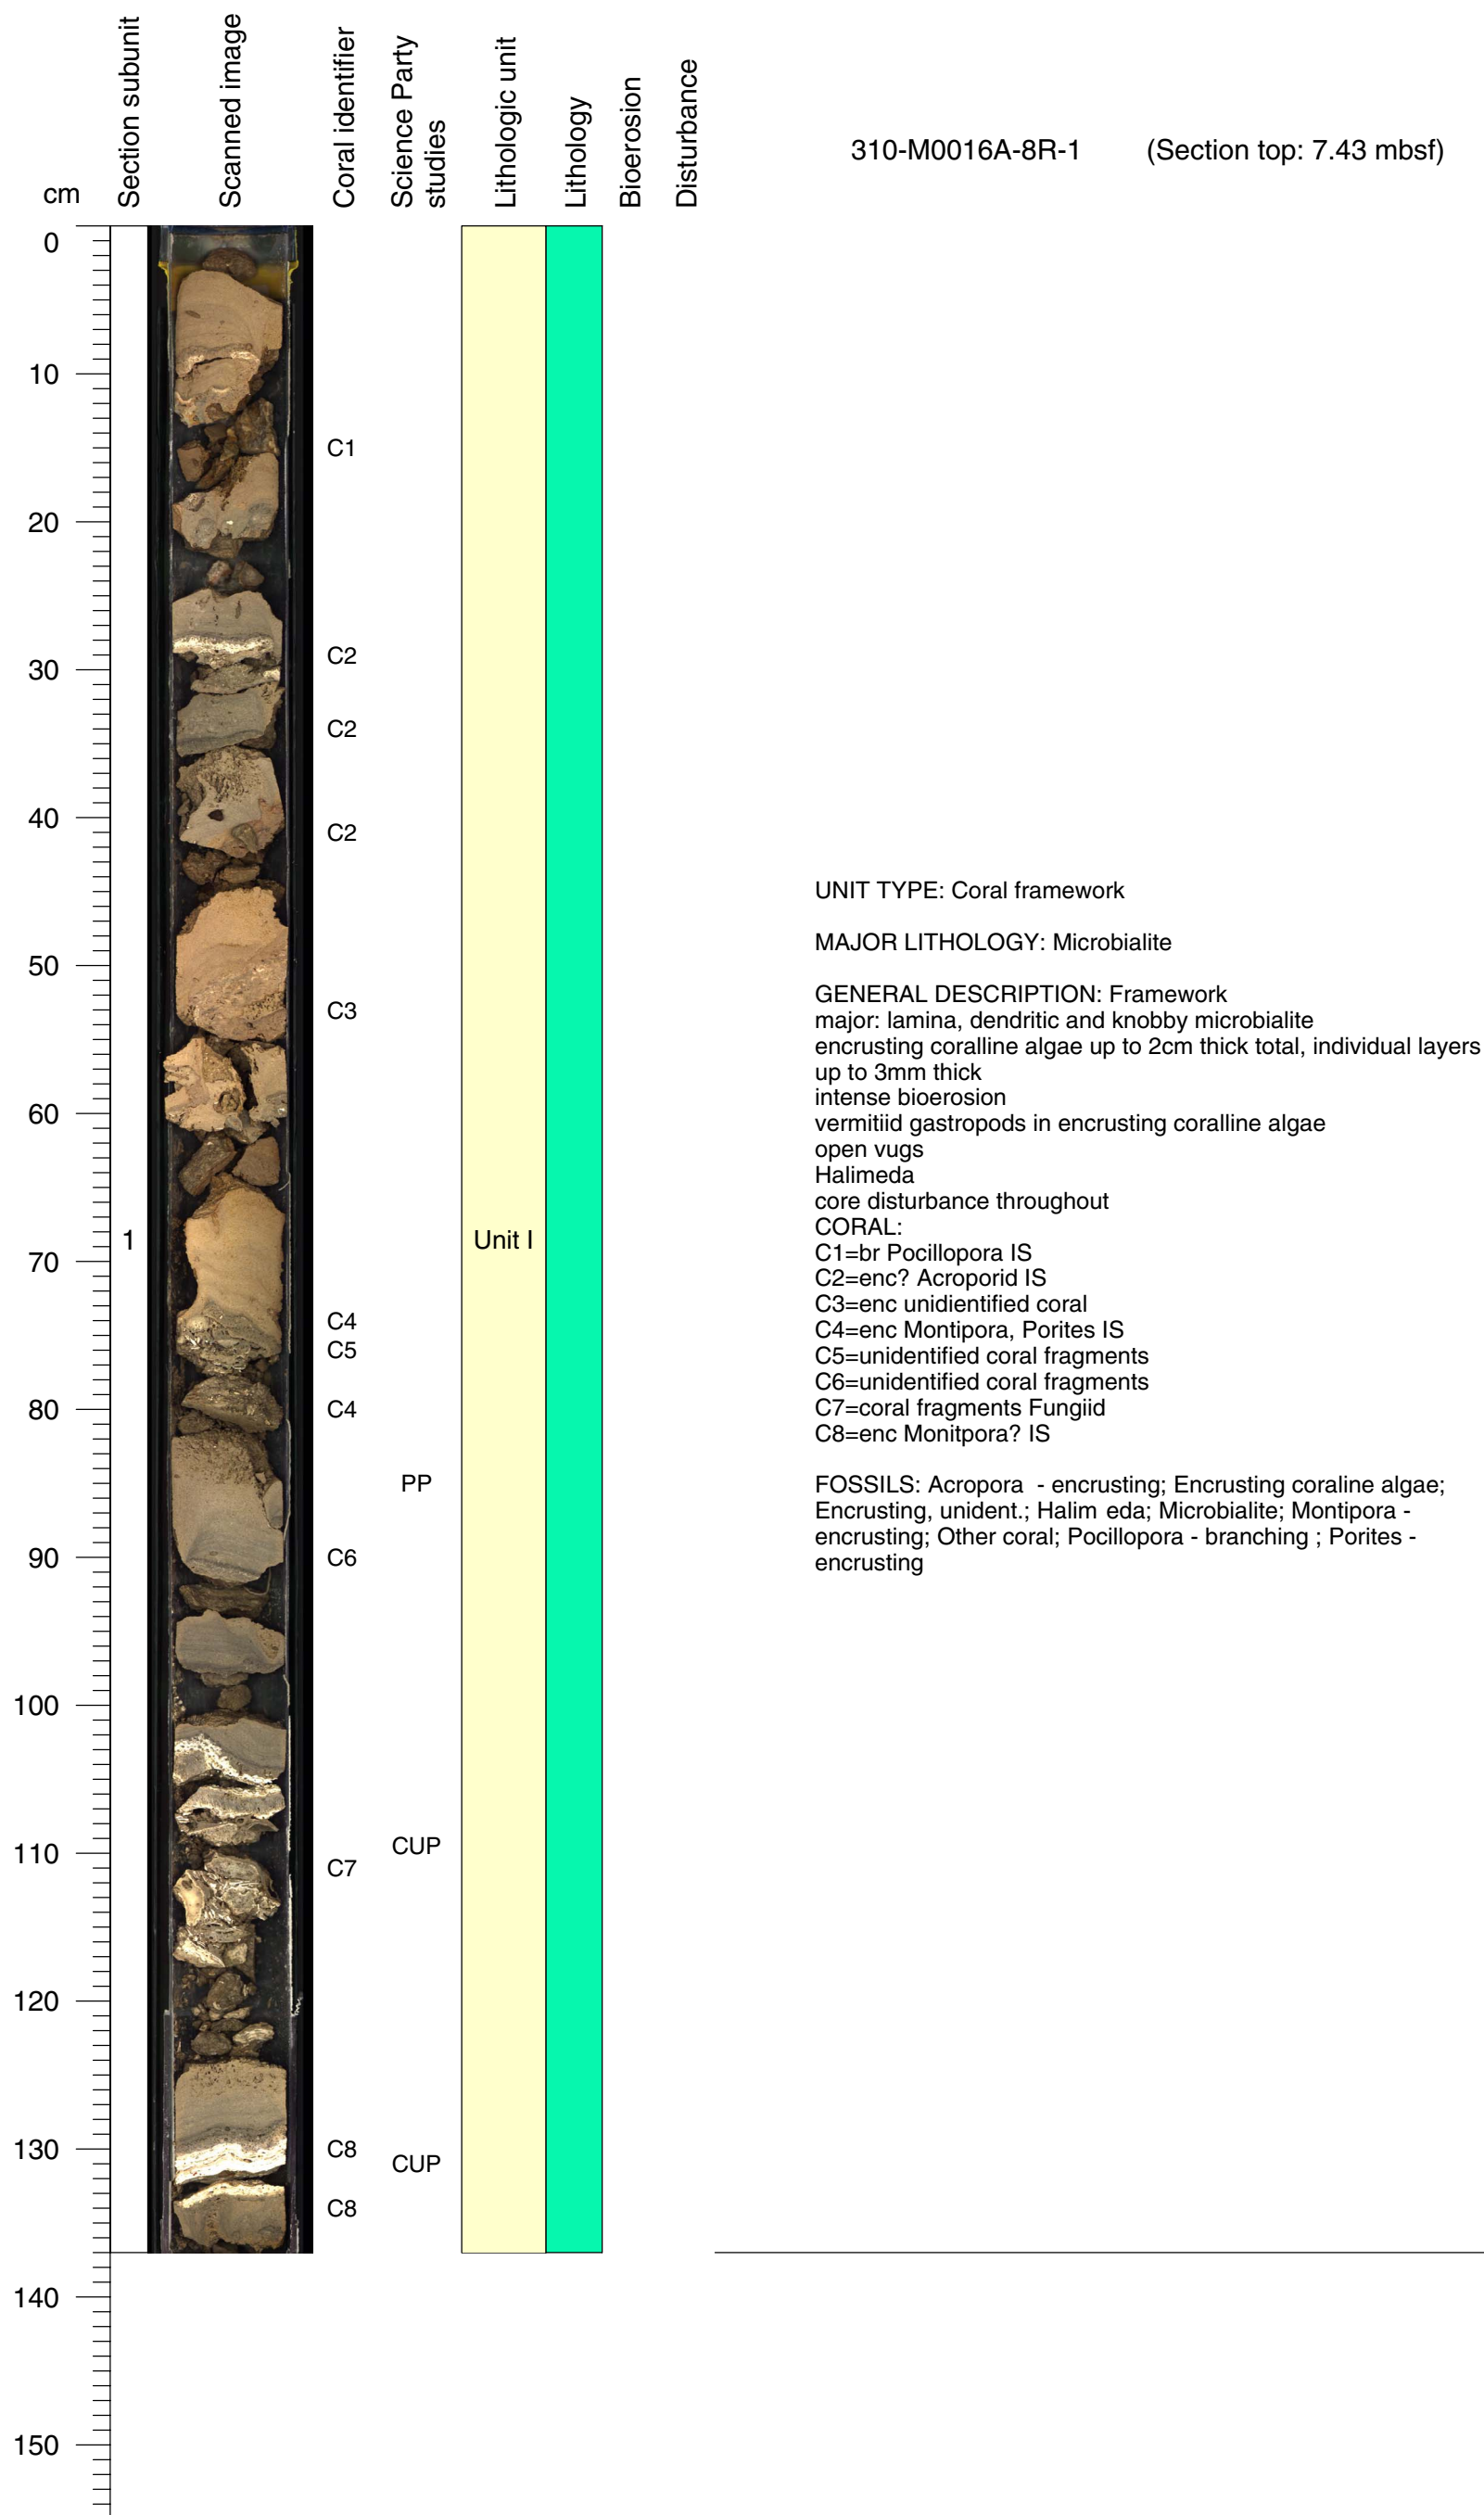 Section subunit
Scanned image
Coral identifier
Science Party
studies
Lithologic unit
Lithology
Bioerosion
Disturbance
310-M0016A-8R-1 (Section top: 7.43 mbsf)
cm
0
10
C1
20
C2
30
C2
40
C2
UNIT TYPE: Coral framework
MAJOR LITHOLOGY: Microbialite
50
GENERAL DESCRIPTION: Framework
C3
major: lamina, dendritic and knobby microbialite
encrusting coralline algae up to 2cm thick total, individual layers
up to 3mm thick
intense bioerosion
60
vermitiid gastropods in encrusting coralline algae
open vugs
Halimeda
core disturbance throughout
CORAL:
1
Unit I
C1=br Pocillopora IS
70
C2=enc? Acroporid IS
C3=enc unidientified coral
C4
C4=enc Montipora, Porites IS
C5
C5=unidentified coral fragments
C6=unidentified coral fragments
80
C4
C7=coral fragments Fungiid
C8=enc Monitpora? IS
PP
FOSSILS: Acropora - encrusting; Encrusting coraline algae;
Encrusting, unident.; Halim eda; Microbialite; Montipora -
encrusting; Other coral; Pocillopora - branching ; Porites -
encrusting
90
C6
100
110
CUP
C7
120
130
C8
CUP
C8
140
150